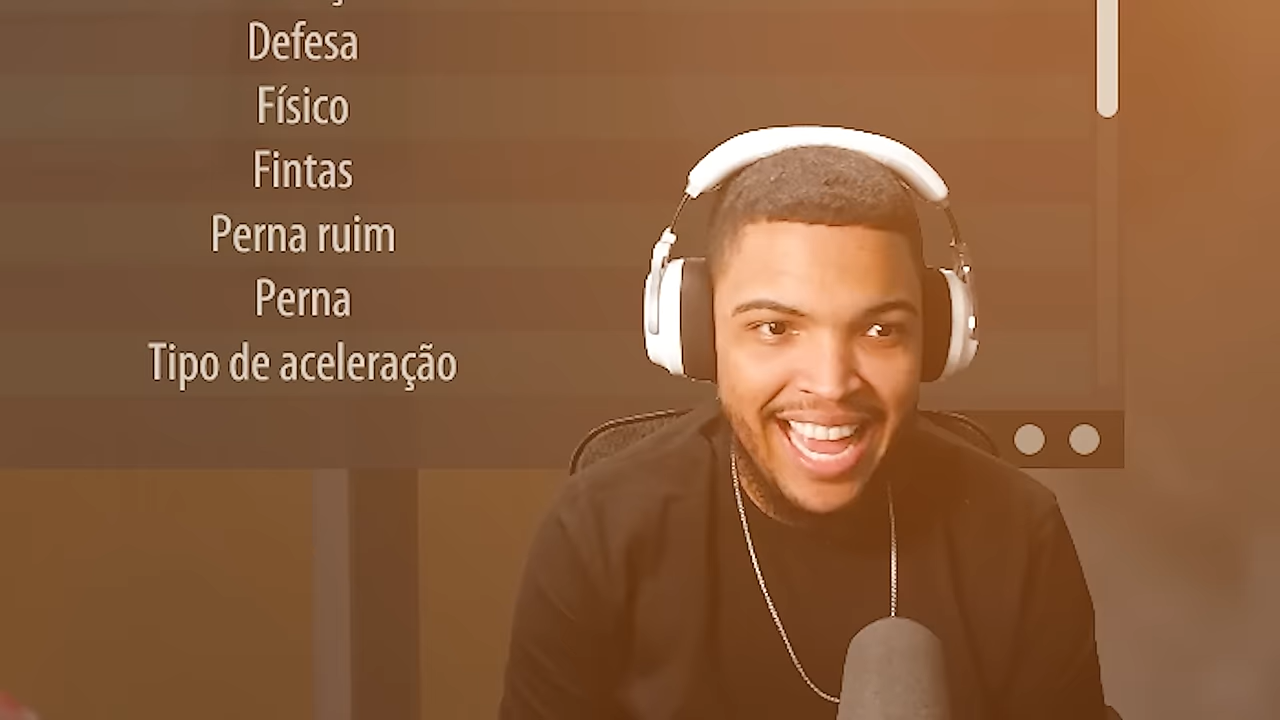 Defesa
Físico
Fintas
Perna ruim
Perna
Tipo de aceleração